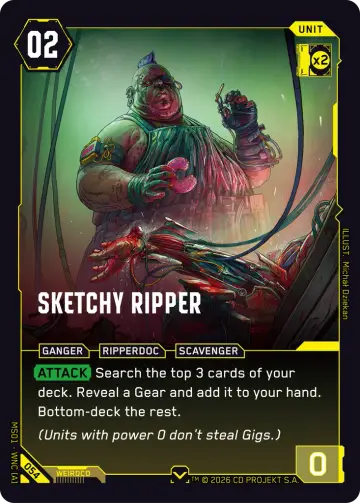 02
UNIT
x2
ILLUST. Michał Dziekan
SKETCHY RIPPER
GANGER
RIPPERDOC
SCAVENGER
ATTACK Search the top 3 cards of your
deck. Reveal a Gear and add it to your hand.
Bottom-deck the rest.
(Units with power 0 don't steal Gigs.)
0
MS01 · WNC (A)
054
WEIRDCO
™ © 2026 CD PROJEKT S.A.